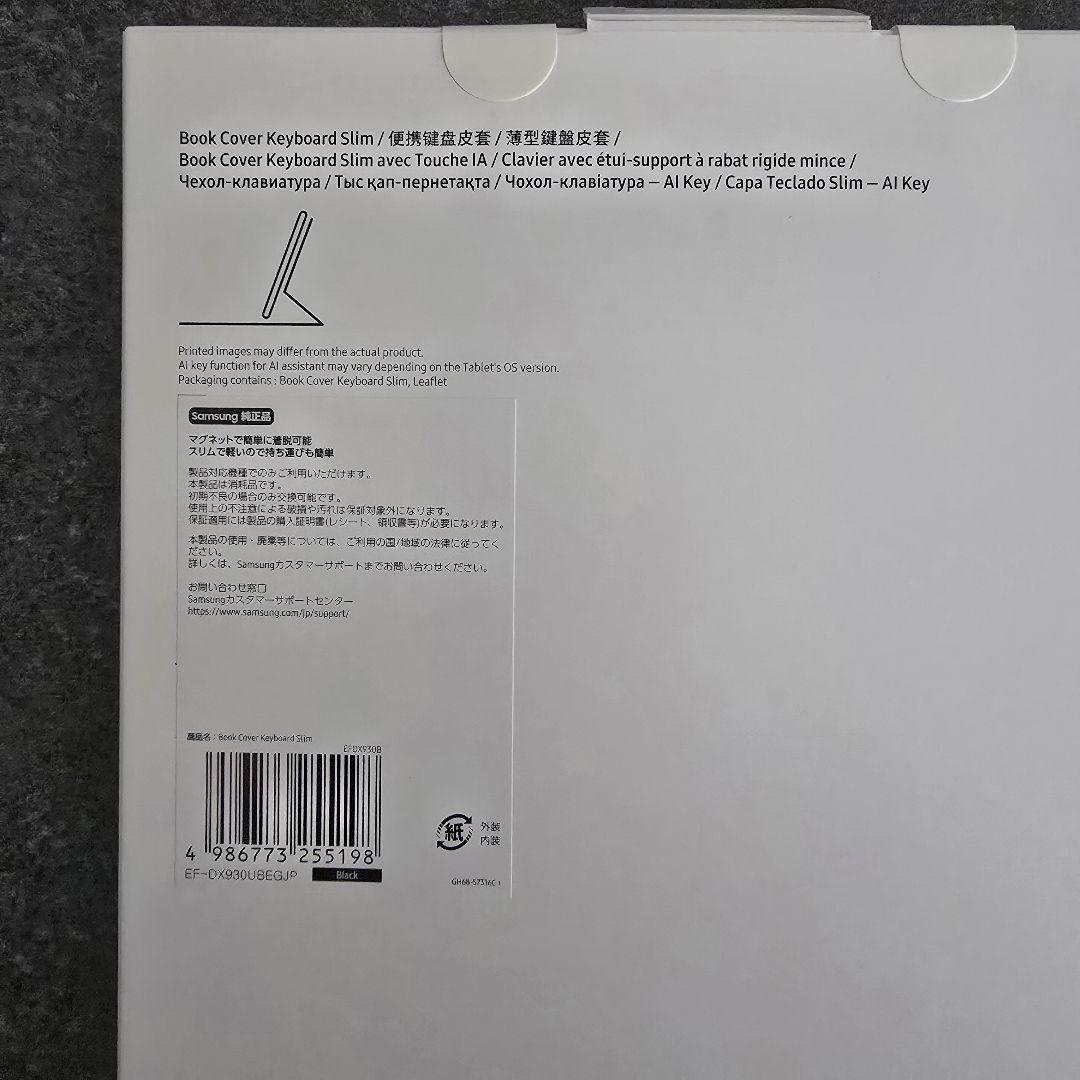 Book Cover Keyboard Slim / 便携键盘皮套 / 薄型鍵盤皮套 /
Book Cover Keyboard Slim avec Touche IA / Clavier avec étui-support à rabat rigide mince /
Чехол-клавиатура / Тыс қап-пернетақта / Чохол-клавіатура – AI Key / Capa Teclado Slim – AI Key
Printed images may differ from the actual product.
AI key function for AI assistant may vary depending on the Tablet's OS version.
Packaging contains : Book Cover Keyboard Slim, Leaflet
Samsung 純正品
マグネットで簡単に着脱可能
スリムで軽いので持ち運びも簡単
製品対応機種でのみご利用いただけます。
本製品は消耗品です。
初期不良の場合のみ交換可能です。
使用上の不注意による破損や汚れは保証対象外になります。
保証適用には製品の購入証明書(レシート、領収書等)が必要になります。
本製品の使用・廃棄等については、ご利用の国/地域の法律に従ってく
ださい。
詳しくは、Samsungカスタマーサポートまでお問い合わせください。
お問い合わせ窓口
Samsungカスタマーサポートセンター
https://www.samsung.com/jp/support/
商品名 : Book Cover Keyboard Slim
EF-DX930B
4 986773 255198
EF-DX930UBEGJP Black
紙 外装
内装
GH68-57316C